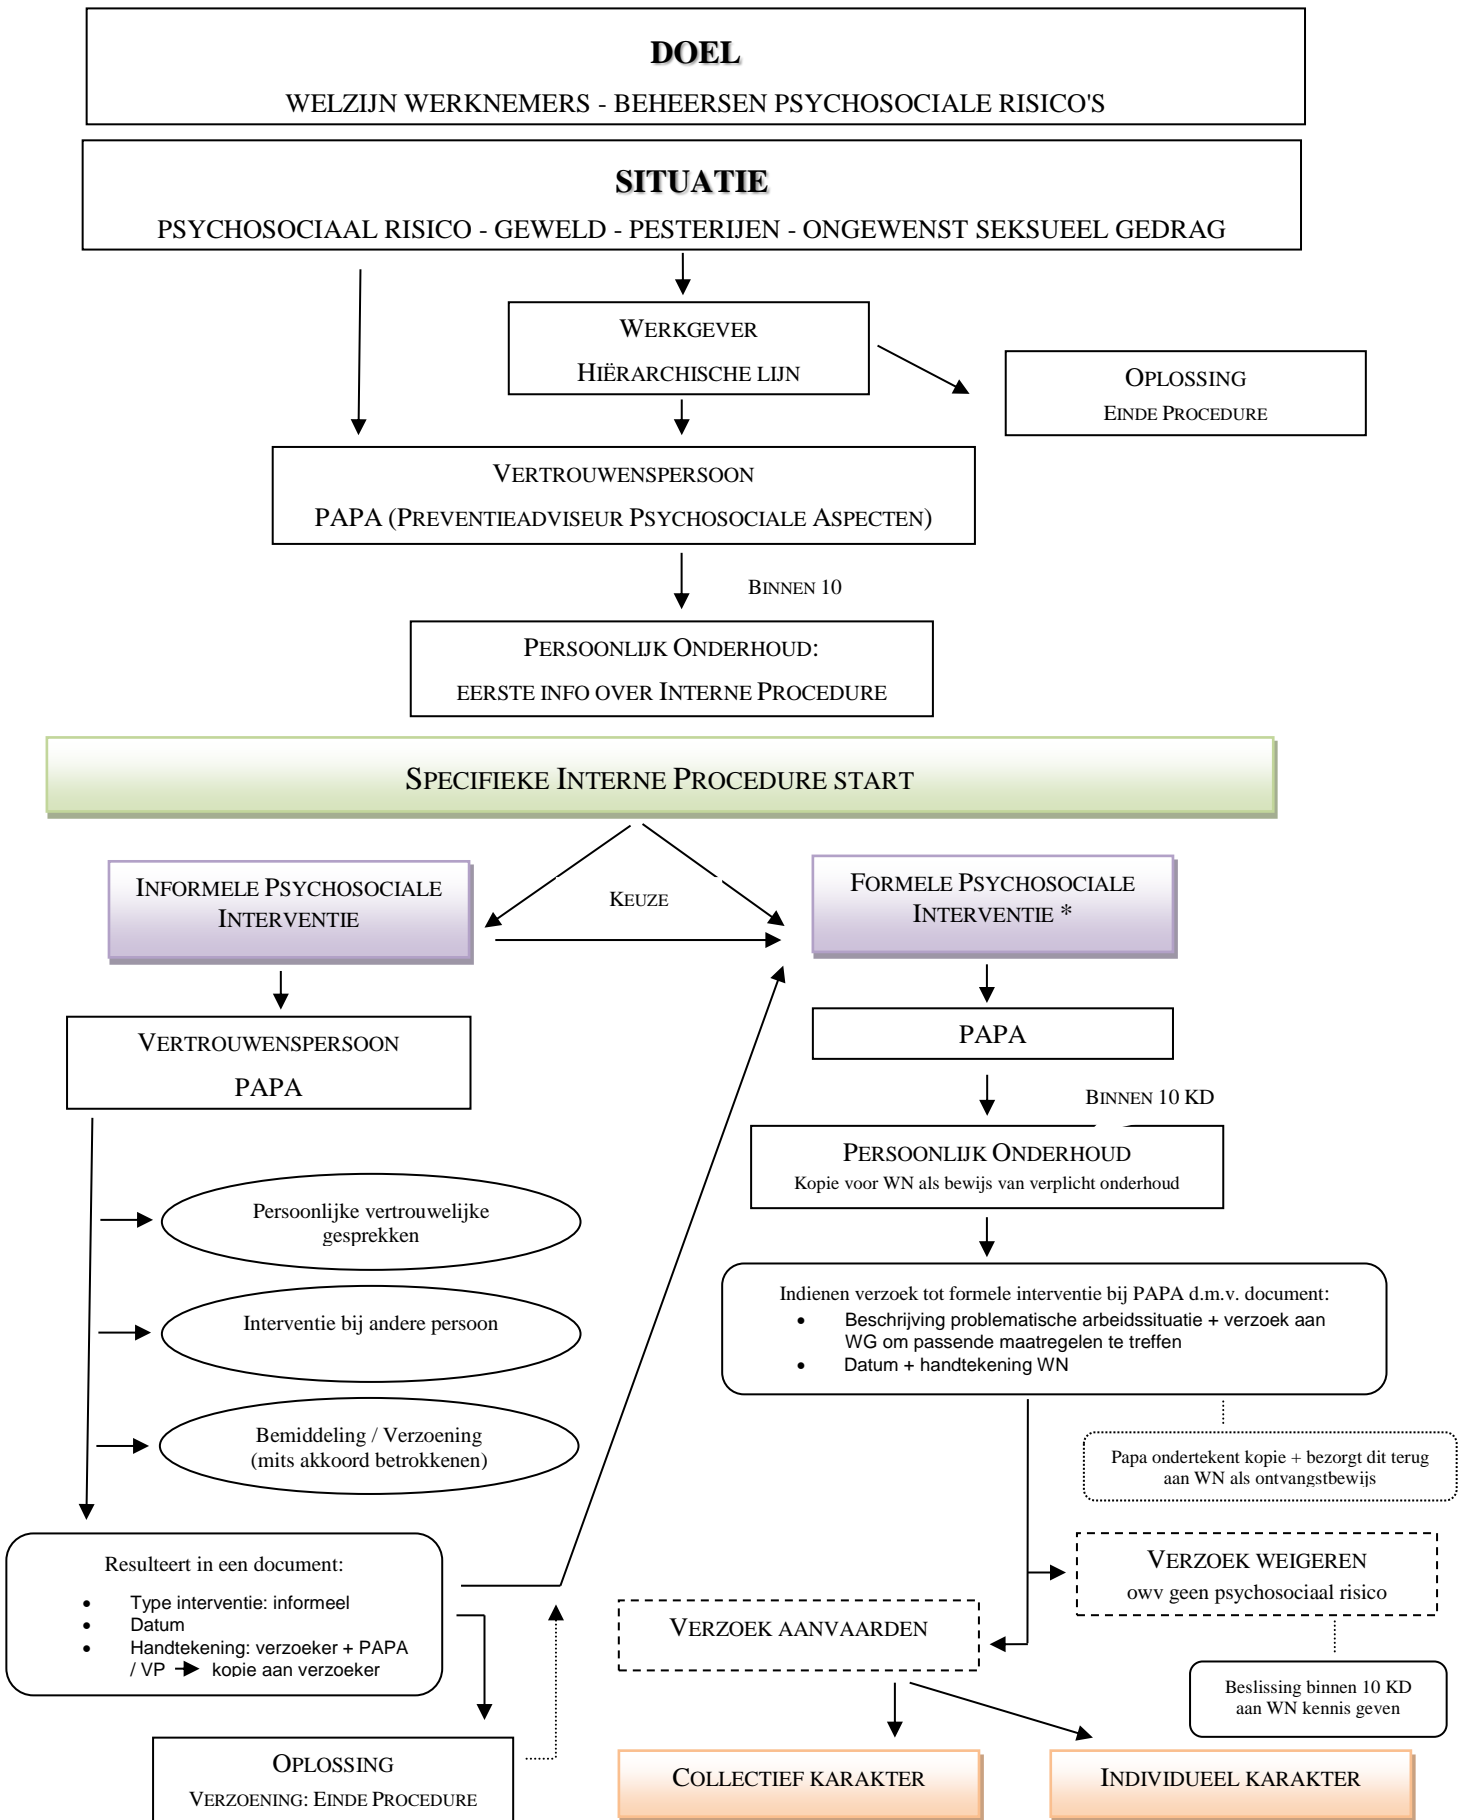 DOEL
WELZIJN WERKNEMERS - BEHEERSEN PSYCHOSOCIALE RISICO'S
SITUATIE
PSYCHOSOCIAAL RISICO - GEWELD - PESTERIJEN - ONGEWENST SEKSUEEL GEDRAG
WERKGEVER
HIËRARCHISCHE LIJN
OPLOSSING
EINDE PROCEDURE
VERTROUWENSPERSOON
PAPA (PREVENTIEADVISEUR PSYCHOSOCIALE ASPECTEN)
BINNEN 10
PERSOONLIJK ONDERHOUD:
EERSTE INFO OVER INTERNE PROCEDURE
SPECIFIEKE INTERNE PROCEDURE START
INFORMELE PSYCHOSOCIALE
INTERVENTIE
KEUZE
FORMELE PSYCHOSOCIALE
INTERVENTIE *
VERTROUWENSPERSOON
PAPA
PAPA
BINNEN 10 KD
PERSOONLIJK ONDERHOUD
Kopie voor WN als bewijs van verplicht onderhoud
Persoonlijke vertrouwelijke
gesprekken
Interventie bij andere persoon
Bemiddeling / Verzoening
(mits akkoord betrokkenen)
Indienen verzoek tot formele interventie bij PAPA d.m.v. document:
• Beschrijving problematische arbeidssituatie + verzoek aan
WG om passende maatregelen te treffen
• Datum + handtekening WN
Papa ondertekent kopie + bezorgt dit terug
aan WN als ontvangstbewijs
Resulteert in een document:
• Type interventie: informeel
• Datum
• Handtekening: verzoeker + PAPA
/ VP → kopie aan verzoeker
VERZOEK WEIGEREN
owv geen psychosociaal risico
VERZOEK AANVAARDEN
Beslissing binnen 10 KD
aan WN kennis geven
OPLOSSING
VERZOENING: EINDE PROCEDURE
COLLECTIEF KARAKTER
INDIVIDUEEL KARAKTER